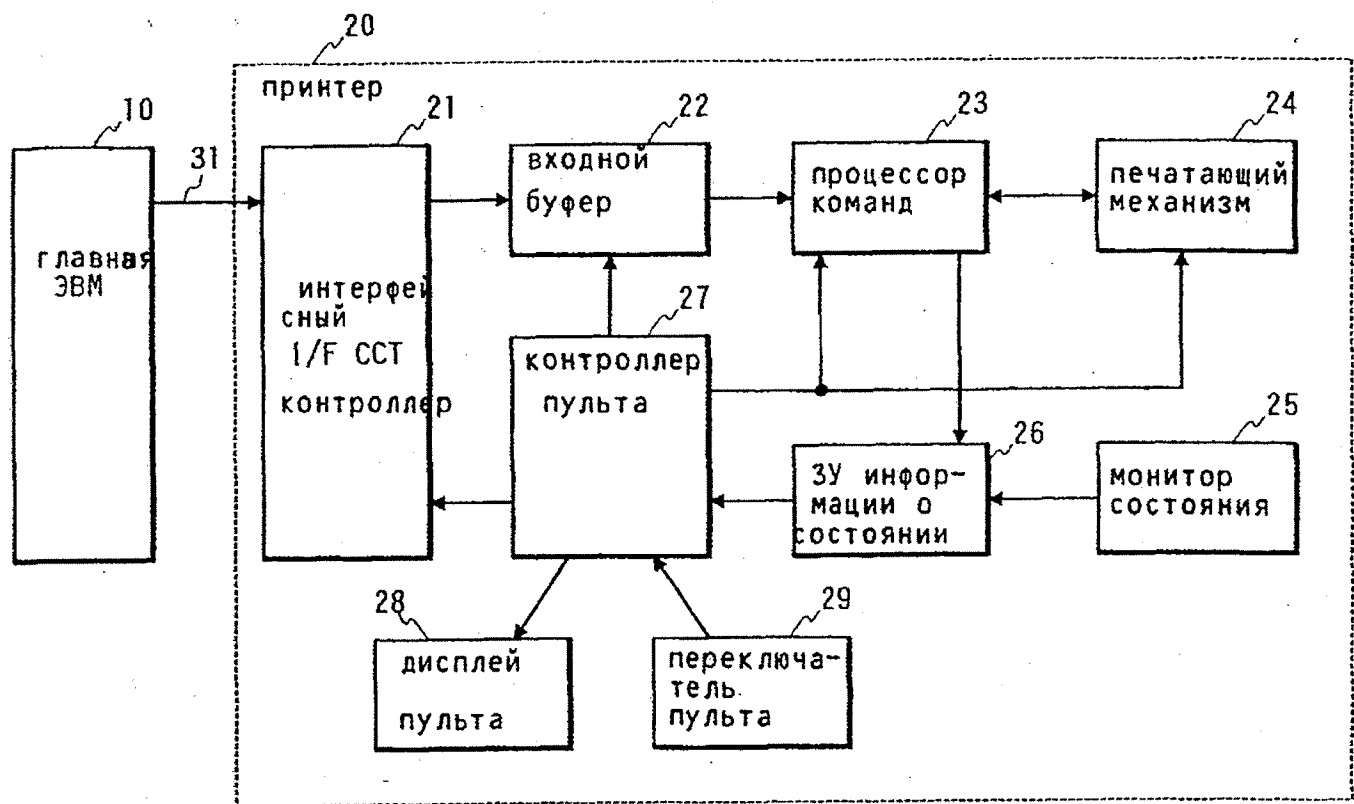 20
принтер
10
31
21
22
23
24
главная
ЭВМ
интерфей
сный
I/F CCT
контроллер
входной
буфер
процессор
команд
печатающий
механизм
27
контроллер
пульта
26
25
ЗУ инфор-
мации о
состоянии
монитор
состояния
28
29
дисплей
пульта
переключа-
тель
пульта